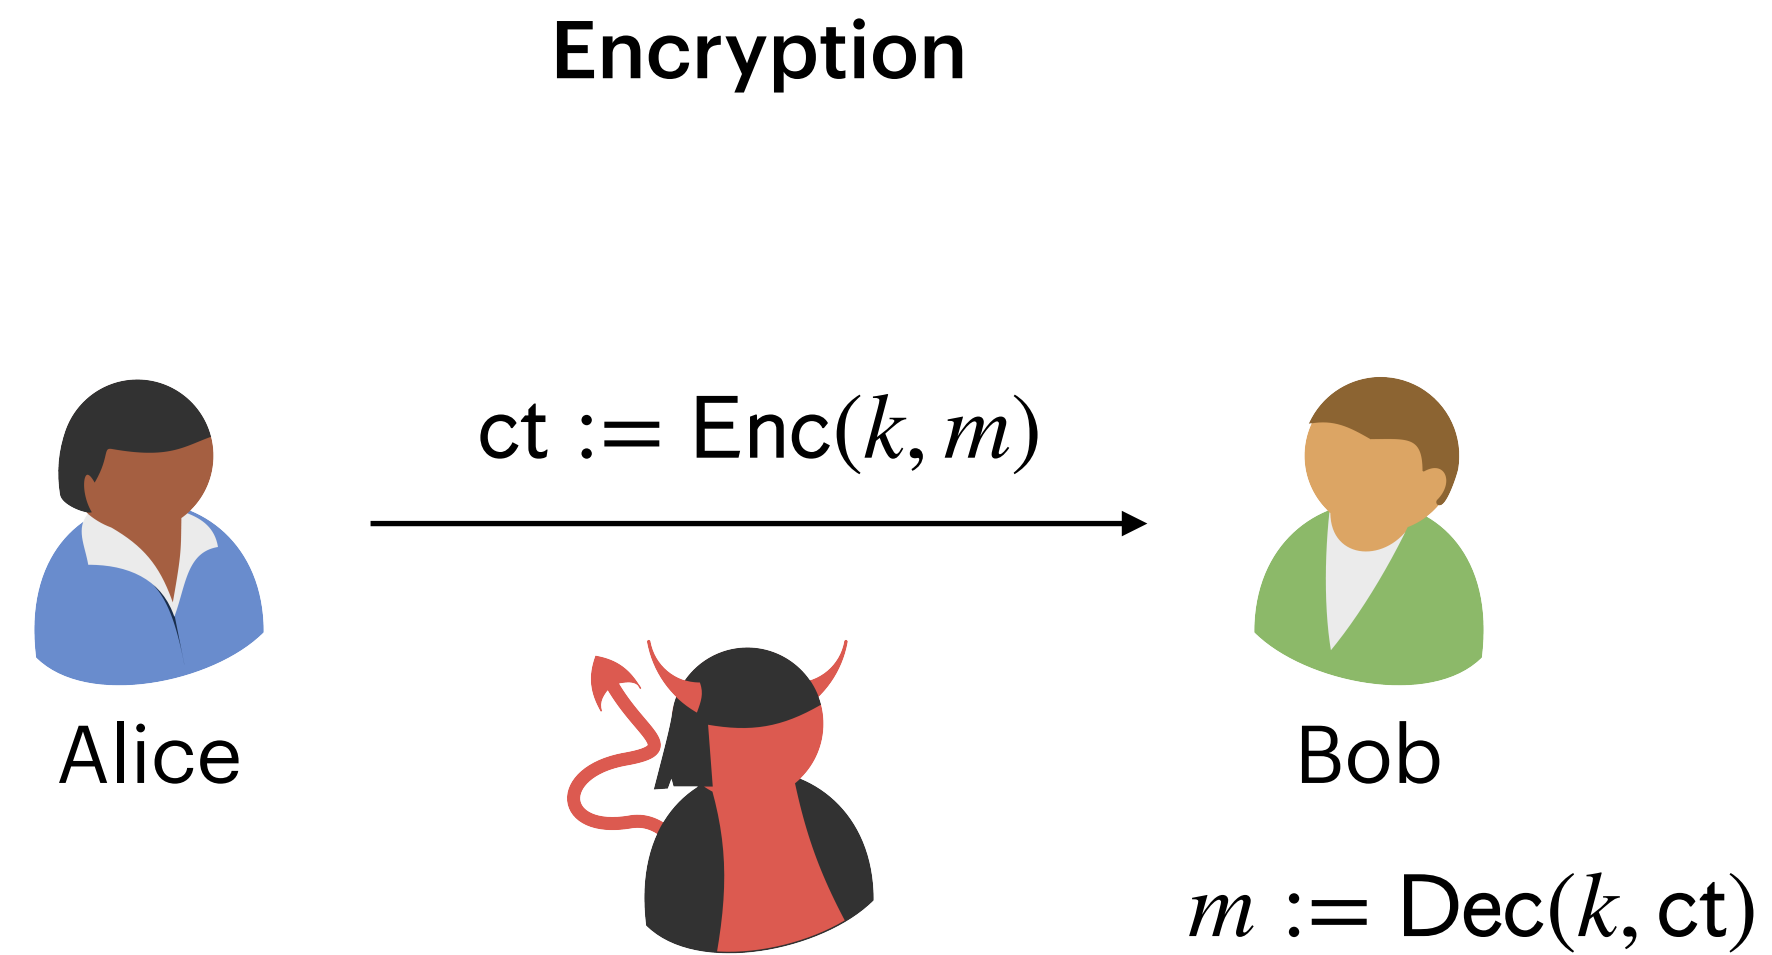 Encryption
ct := Enc(k, m)
Alice
Bob
m := Dec(k, ct)